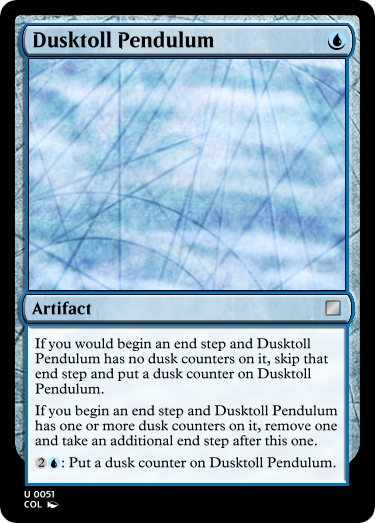 Dusktoll Pendulum
Artifact
If you would begin an end step and Dusktoll
Pendulum has no dusk counters on it, skip that
end step and put a dusk counter on Dusktoll
Pendulum.
If you begin an end step and Dusktoll Pendulum
has one or more dusk counters on it, remove one
and take an additional end step after this one.
2: Put a dusk counter on Dusktoll Pendulum.
U 0051
COL